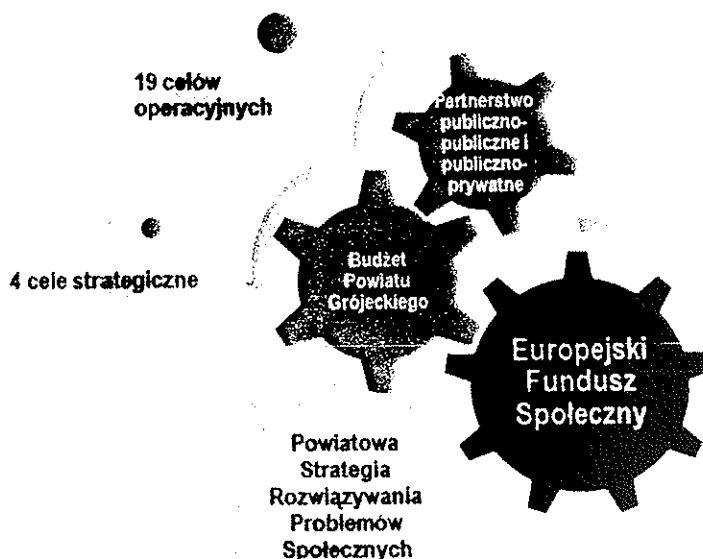 19 celów
operacyjnych
Partnerstwo
publiczno-
publiczne i
publiczno-
prywatne
4 cele strategiczne
Budżet
Powiatu
Grójeckiego
Europejski
Fundusz
Społeczny
Powiatowa
Strategia
Rozwiązywania
Problemów
Społecznych